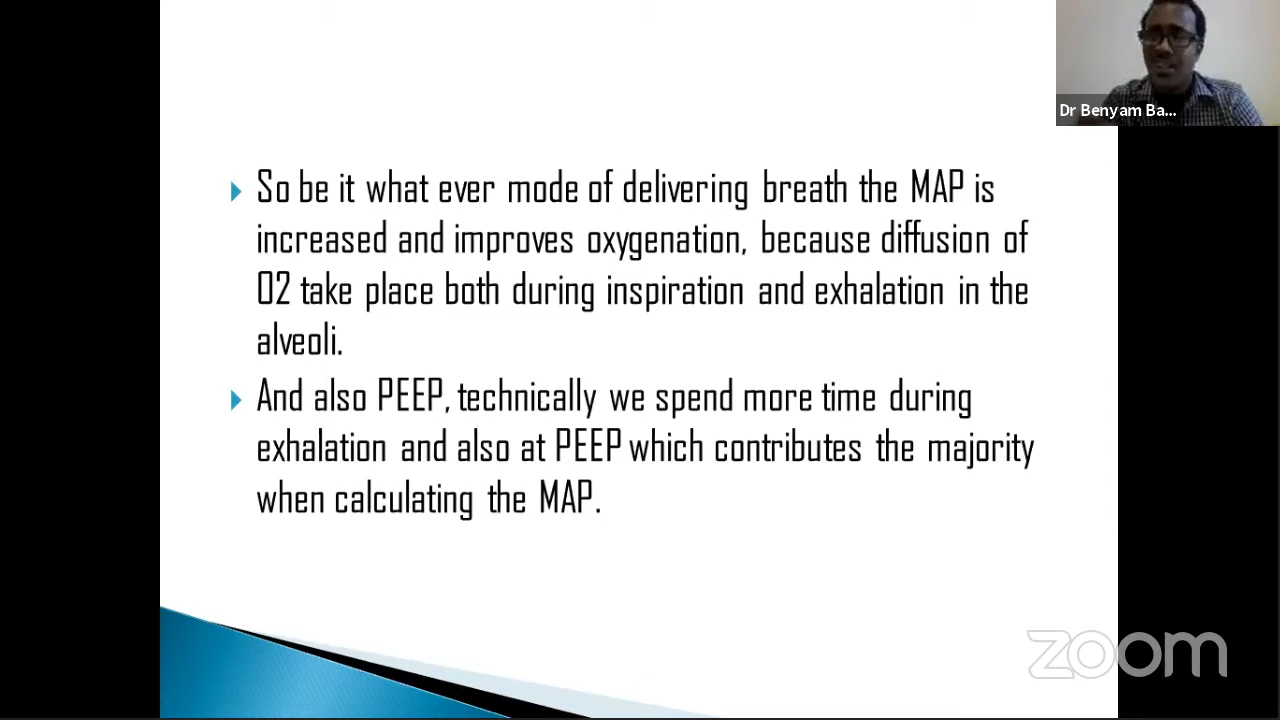 Dr Benyam Ba...
So be it what ever mode of delivering breath the MAP is
increased and improves oxygenation, because diffusion of
O2 take place both during inspiration and exhalation in the
alveoli.
And also PEEP, technically we spend more time during
exhalation and also at PEEP which contributes the majority
when calculating the MAP.
zoom